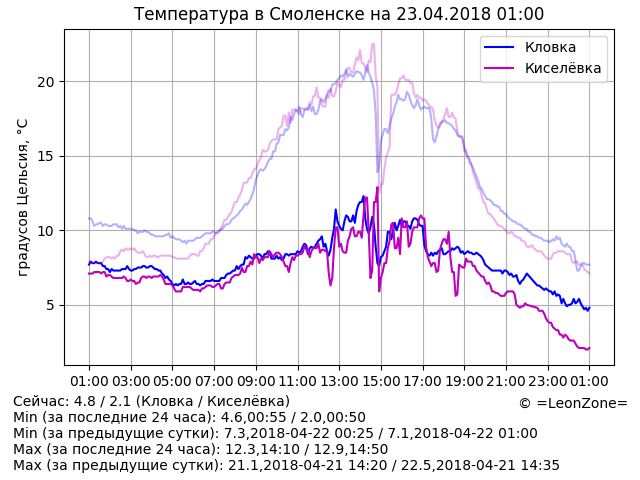 Температура в Смоленске на 23.04.2018 01:00
градусов Цельсия, °C
20
15
10
5
Кловка
Киселёвка
01:00 03:00 05:00 07:00 09:00 11:00 13:00 15:00 17:00 19:00 21:00 23:00 01:00
Сейчас: 4.8 / 2.1 (Кловка / Киселёвка)
© =LeonZone=
Min (за последние 24 часа): 4.6,00:55 / 2.0,00:50
Min (за предыдущие сутки): 7.3,2018-04-22 00:25 / 7.1,2018-04-22 01:00
Max (за последние 24 часа): 12.3,14:10 / 12.9,14:50
Max (за предыдущие сутки): 21.1,2018-04-21 14:20 / 22.5,2018-04-21 14:35